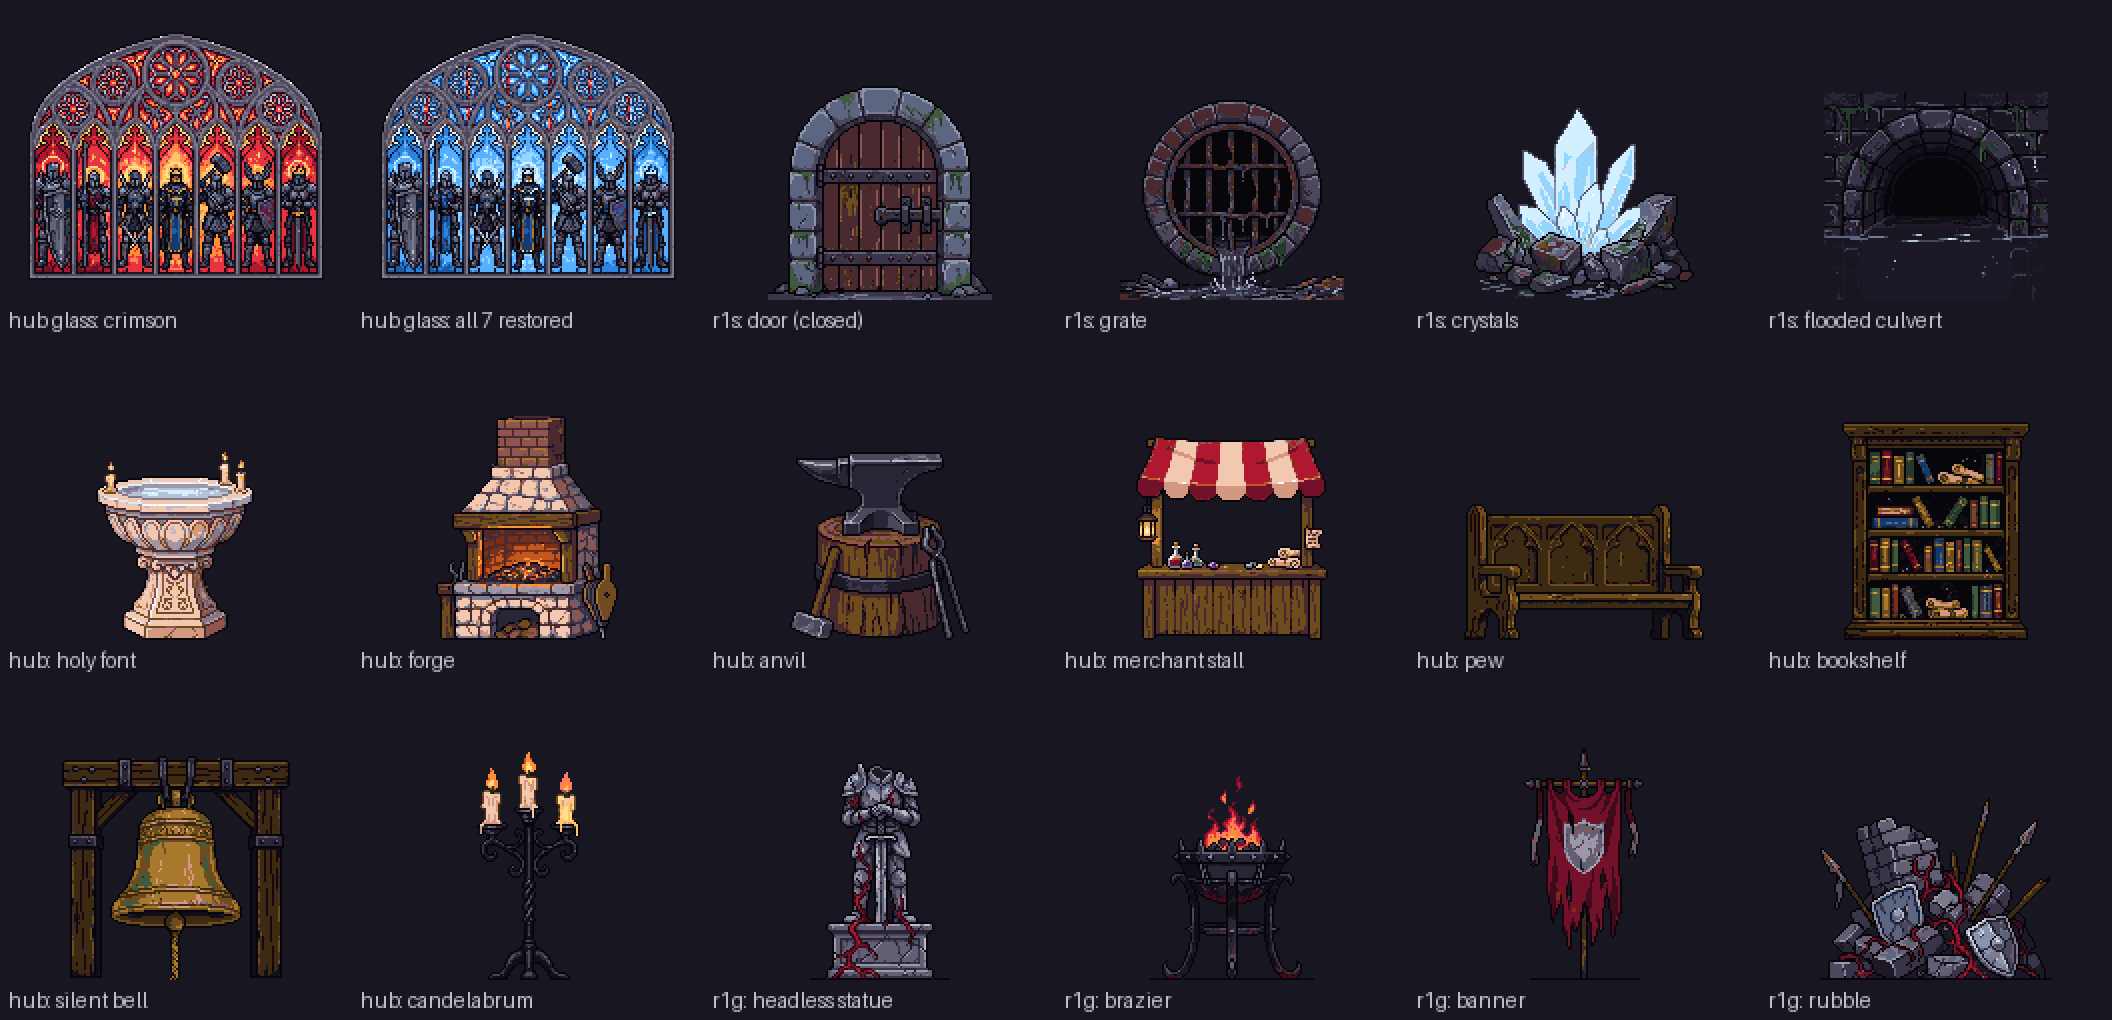 hub glass: crimson
hub glass: all 7 restored
r1s: door (closed)
r1s: grate
r1s: crystals
r1s: flooded culvert
hub: holy font
hub: forge
hub: anvil
hub: merchant stall
hub: pew
hub: bookshelf
hub: silent bell
hub: candelabrum
r1g: headless statue
r1g: brazier
r1g: banner
r1g: rubble